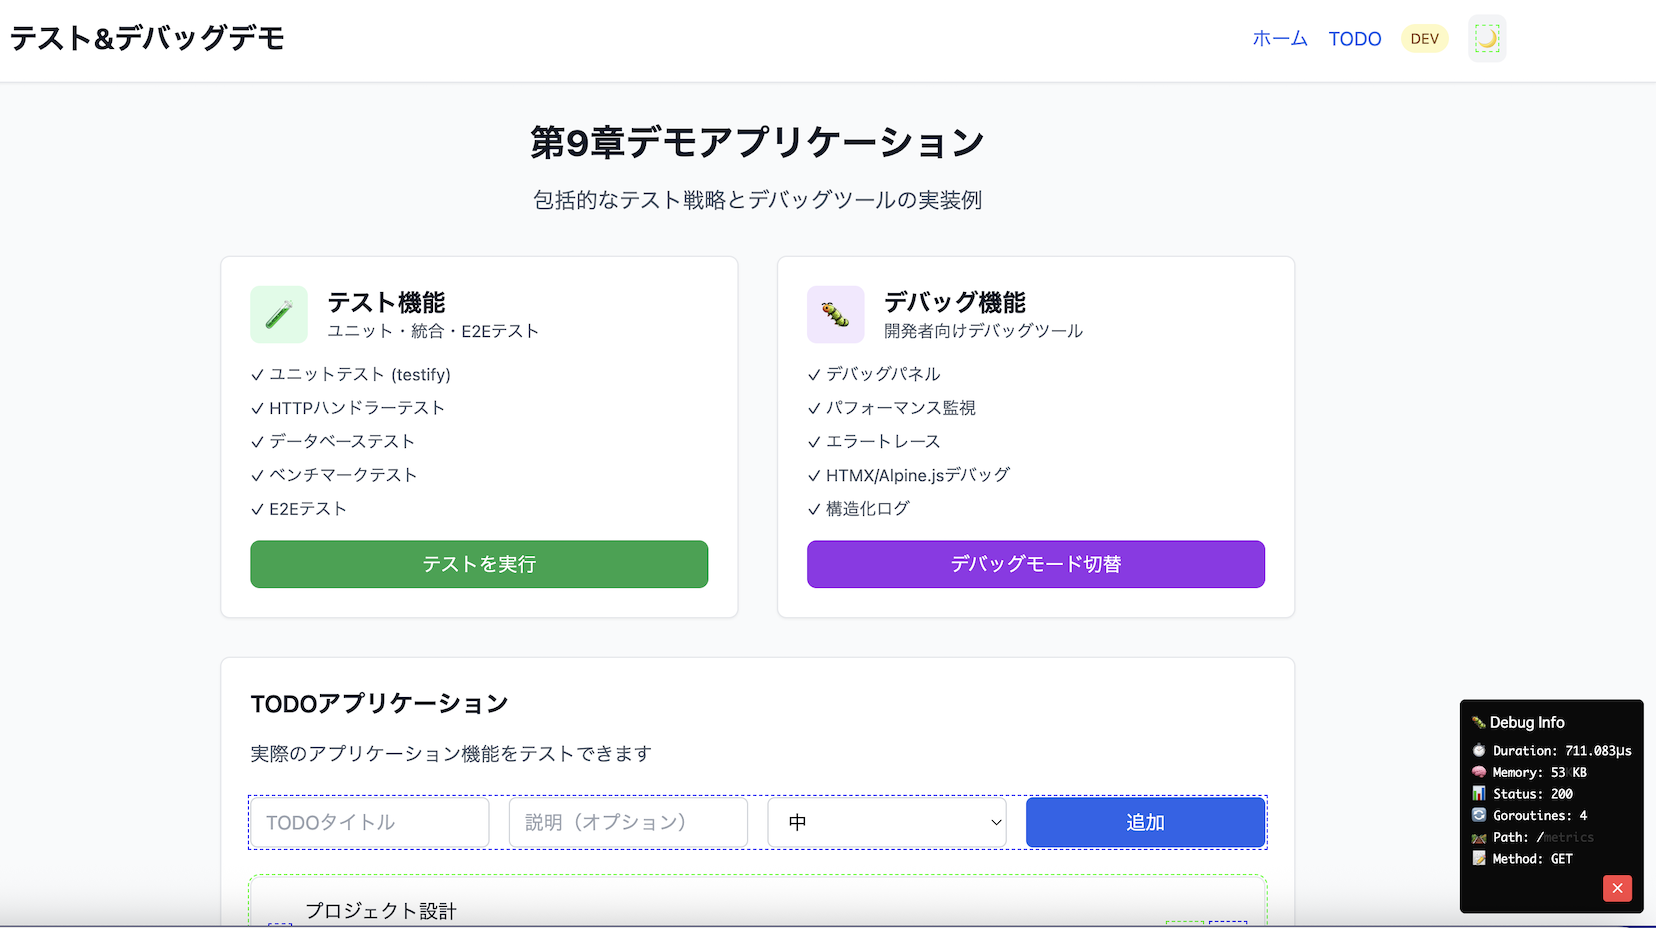 テスト&デバッグデモ
ホーム TODO DEV
第9章デモアプリケーション
包括的なテスト戦略とデバッグツールの実装例
テスト機能
ユニット・統合・E2Eテスト
✓ ユニットテスト (testify)
✓ HTTPハンドラーテスト
✓ データベーステスト
✓ ベンチマークテスト
✓ E2Eテスト
テストを実行
デバッグ機能
開発者向けデバッグツール
✓ デバッグパネル
✓ パフォーマンス監視
✓ エラートレース
✓ HTMX/Alpine.jsデバッグ
✓ 構造化ログ
デバッグモード切替
TODOアプリケーション
実際のアプリケーション機能をテストできます
TODOタイトル 説明（オプション） 中 追加
プロジェクト設計
Debug Info
Duration: 711.083µs
Memory: 53 KB
Status: 200
Goroutines: 4
Path: /metrics
Method: GET